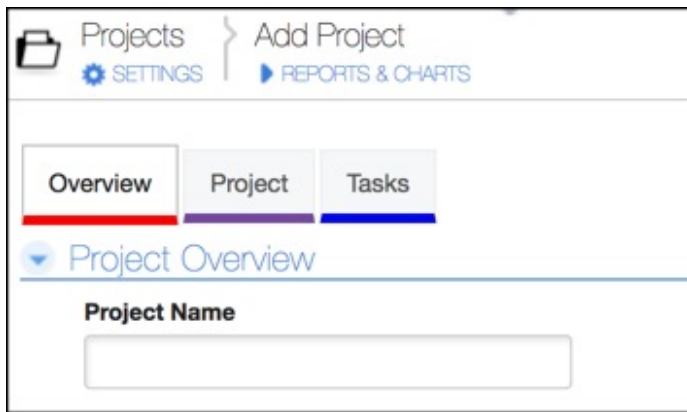 Projects Add Project
SETTINGS REPORTS & CHARTS
Overview Project Tasks
Project Overview
Project Name